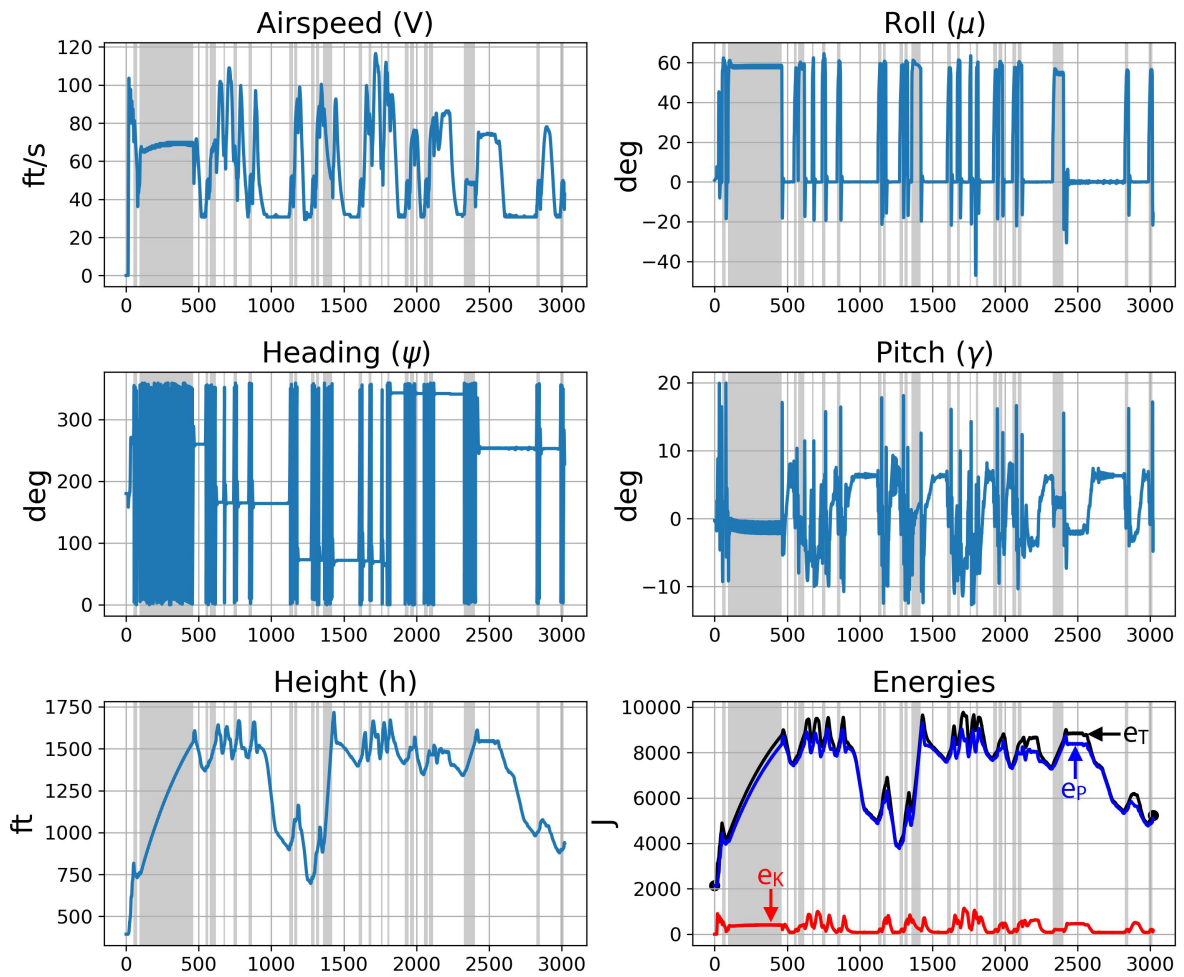 Airspeed (V)
ft/s
120
100
80
60
40
20
0
0 500 1000 1500 2000 2500 3000
Roll (μ)
deg
60
40
20
0
−20
−40
0 500 1000 1500 2000 2500 3000
Heading (ψ)
deg
300
200
100
0
0 500 1000 1500 2000 2500 3000
Pitch (γ)
deg
20
10
0
−10
0 500 1000 1500 2000 2500 3000
Height (h)
ft
1750
1500
1250
1000
750
500
0 500 1000 1500 2000 2500 3000
Energies
J
10000
8000
6000
4000
2000
0
eT
eP
eK
0 500 1000 1500 2000 2500 3000